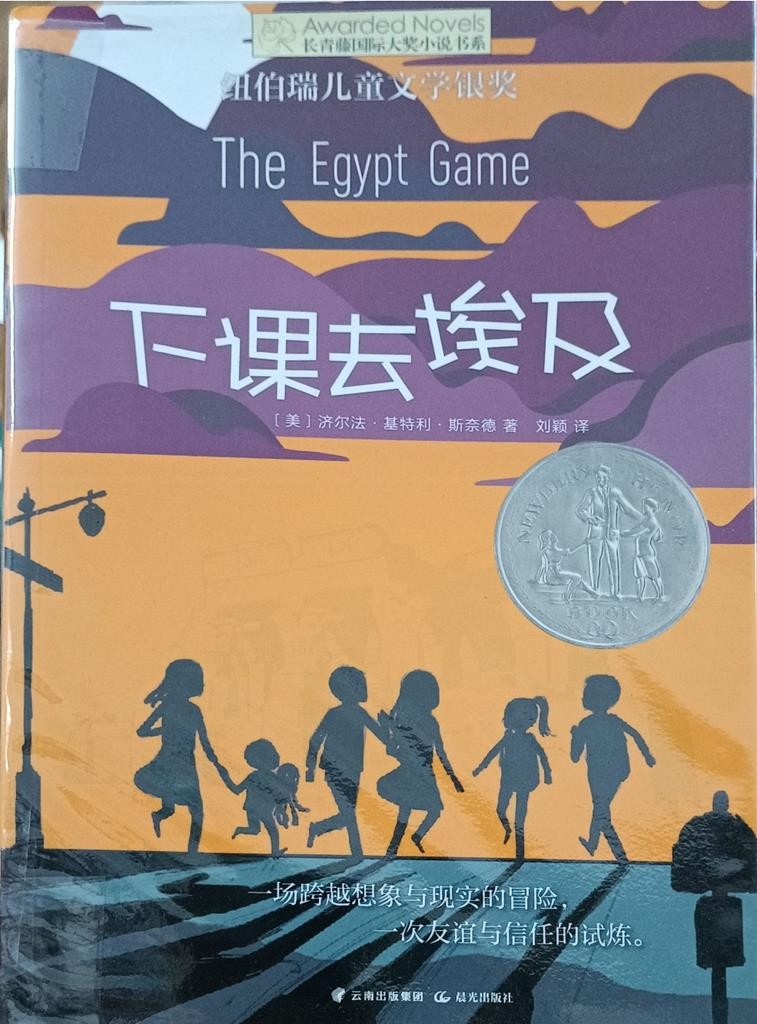 Awarded Novels
长青藤国际大奖小说书系
纽伯瑞儿童文学银奖
The Egypt Game
下课去埃及
[美]济尔法·基特利·斯奈德 著 刘颖 译
NEWBERY HONOR
BOOK
一场跨越想象与现实的冒险，
一次友谊与信任的试炼。
云南出版集团 晨光出版社